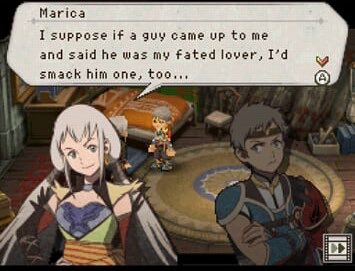 Marica
I suppose if a guy came up to me
and said he was my fated lover, I'd
smack him one, too...
A